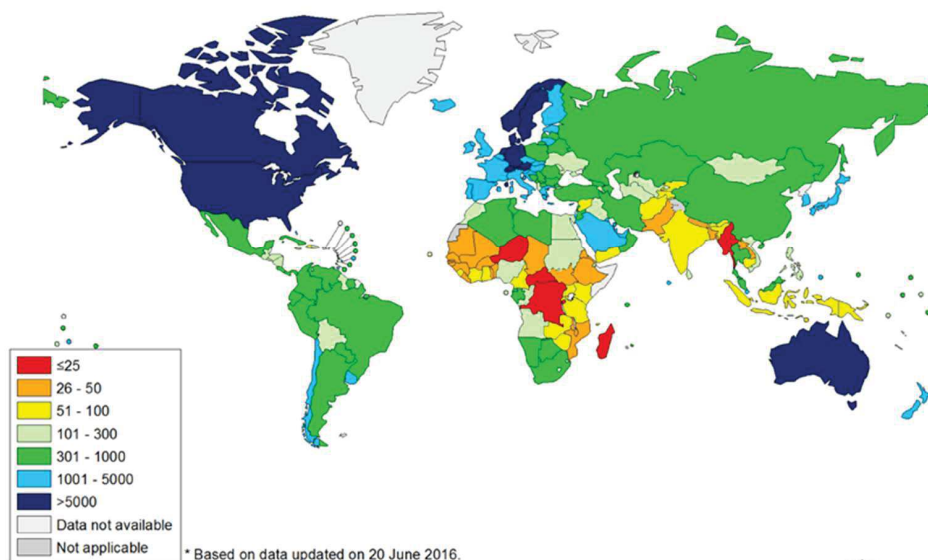 ≤25
26 - 50
51 - 100
101 - 300
301 - 1000
1001 - 5000
>5000
Data not available
Not applicable
* Based on data updated on 20 June 2016.